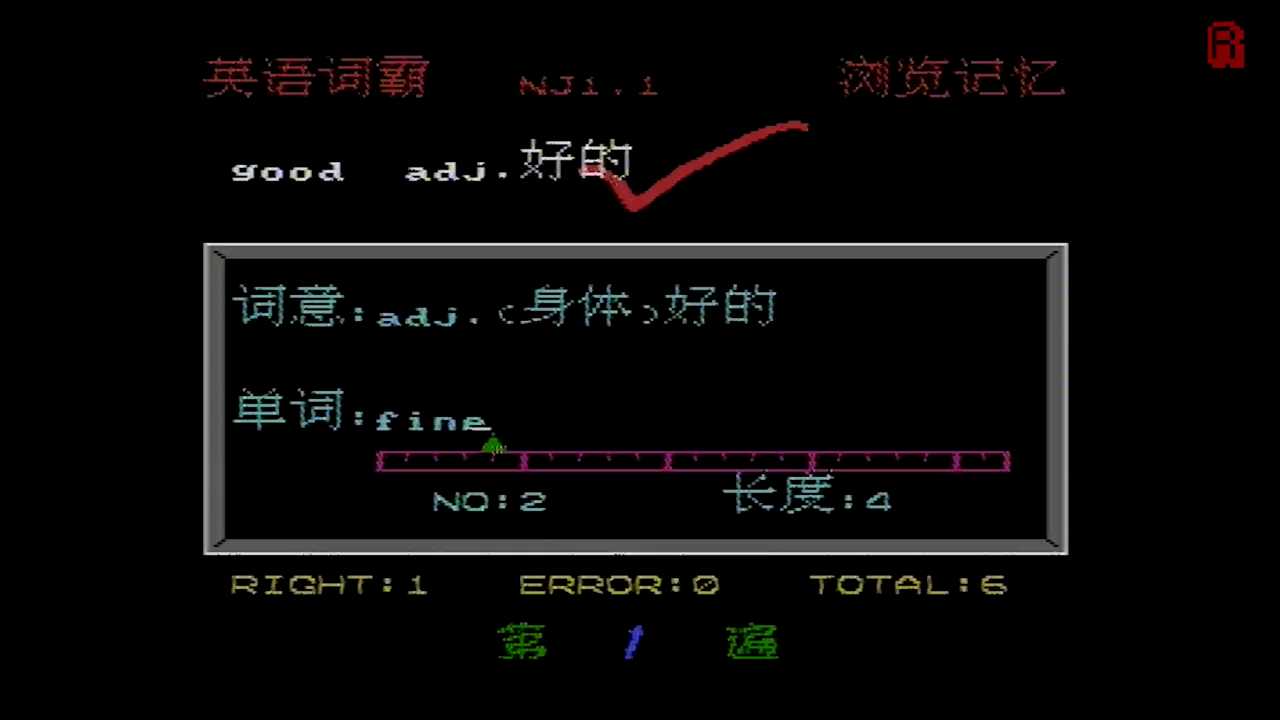 R
英语词霸 NJ1.1 浏览记忆
good adj.好的
词意:adj.(身体)好的
单词:fine
NO:2 长度:4
RIGHT:1 ERROR:0 TOTAL:6
第 1 遍